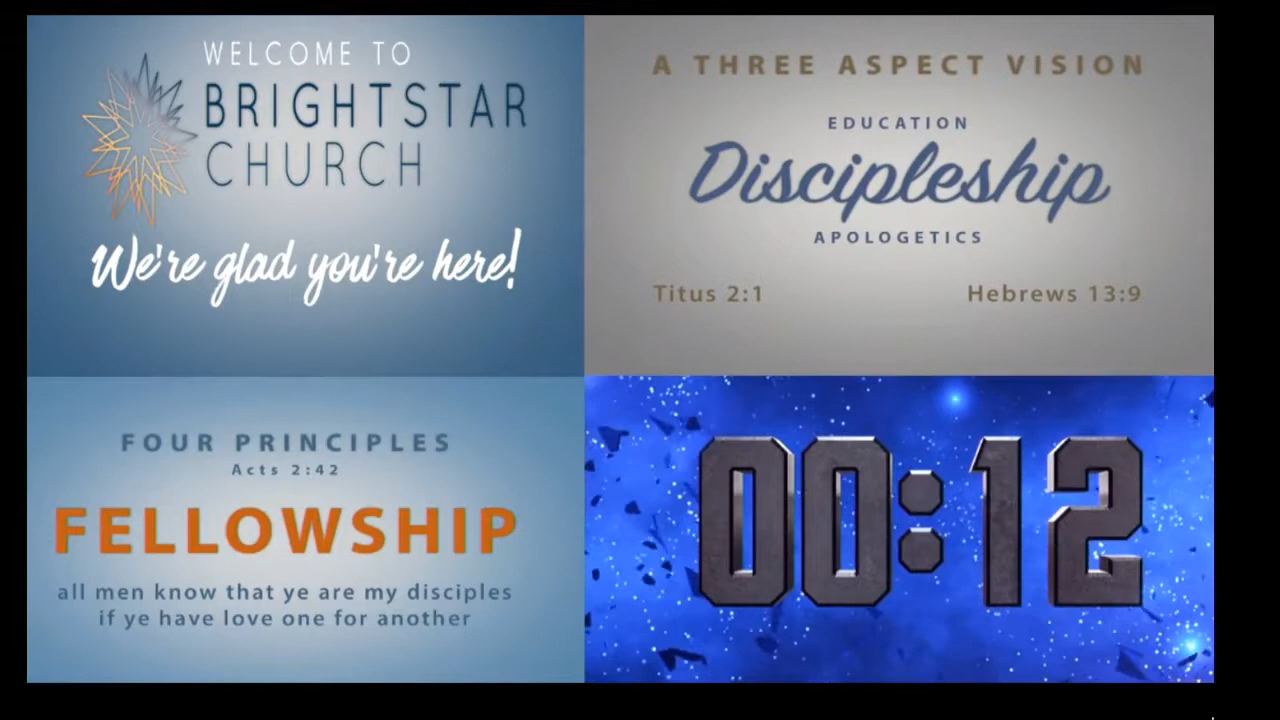 WELCOME TO
BRIGHTSTAR
CHURCH
We're glad you're here!
A THREE ASPECT VISION
EDUCATION
Discipleship
APOLOGETICS
Titus 2:1
Hebrews 13:9
FOUR PRINCIPLES
Acts 2:42
FELLOWSHIP
all men know that ye are my disciples
if ye have love one for another
00:12